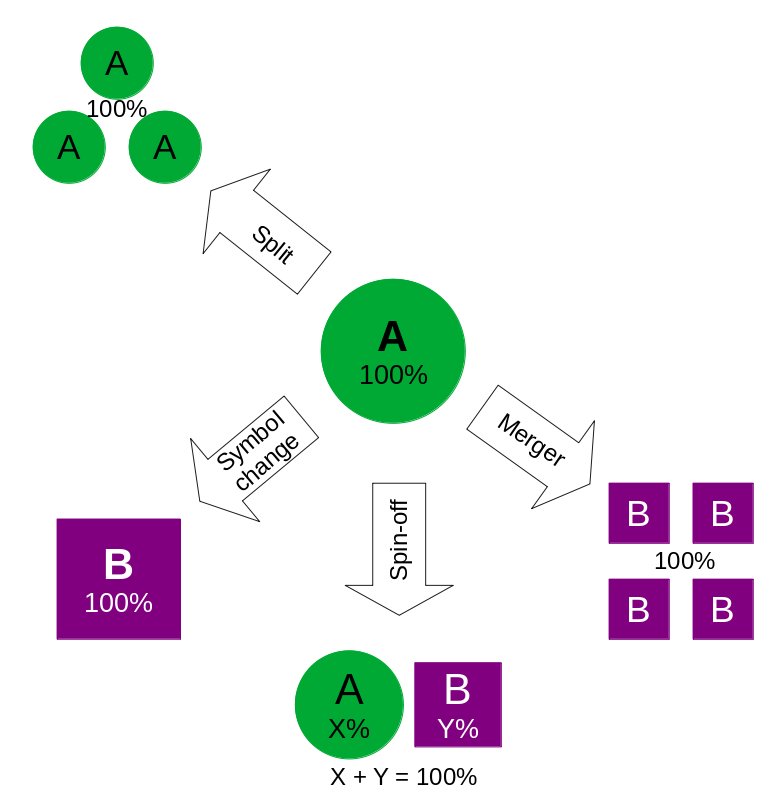 A
100%
A A
Split
A
100%
Symbol
change
Merger
Spin-off
B
100%
B B
100%
B B
A
X%
B
Y%
X + Y = 100%